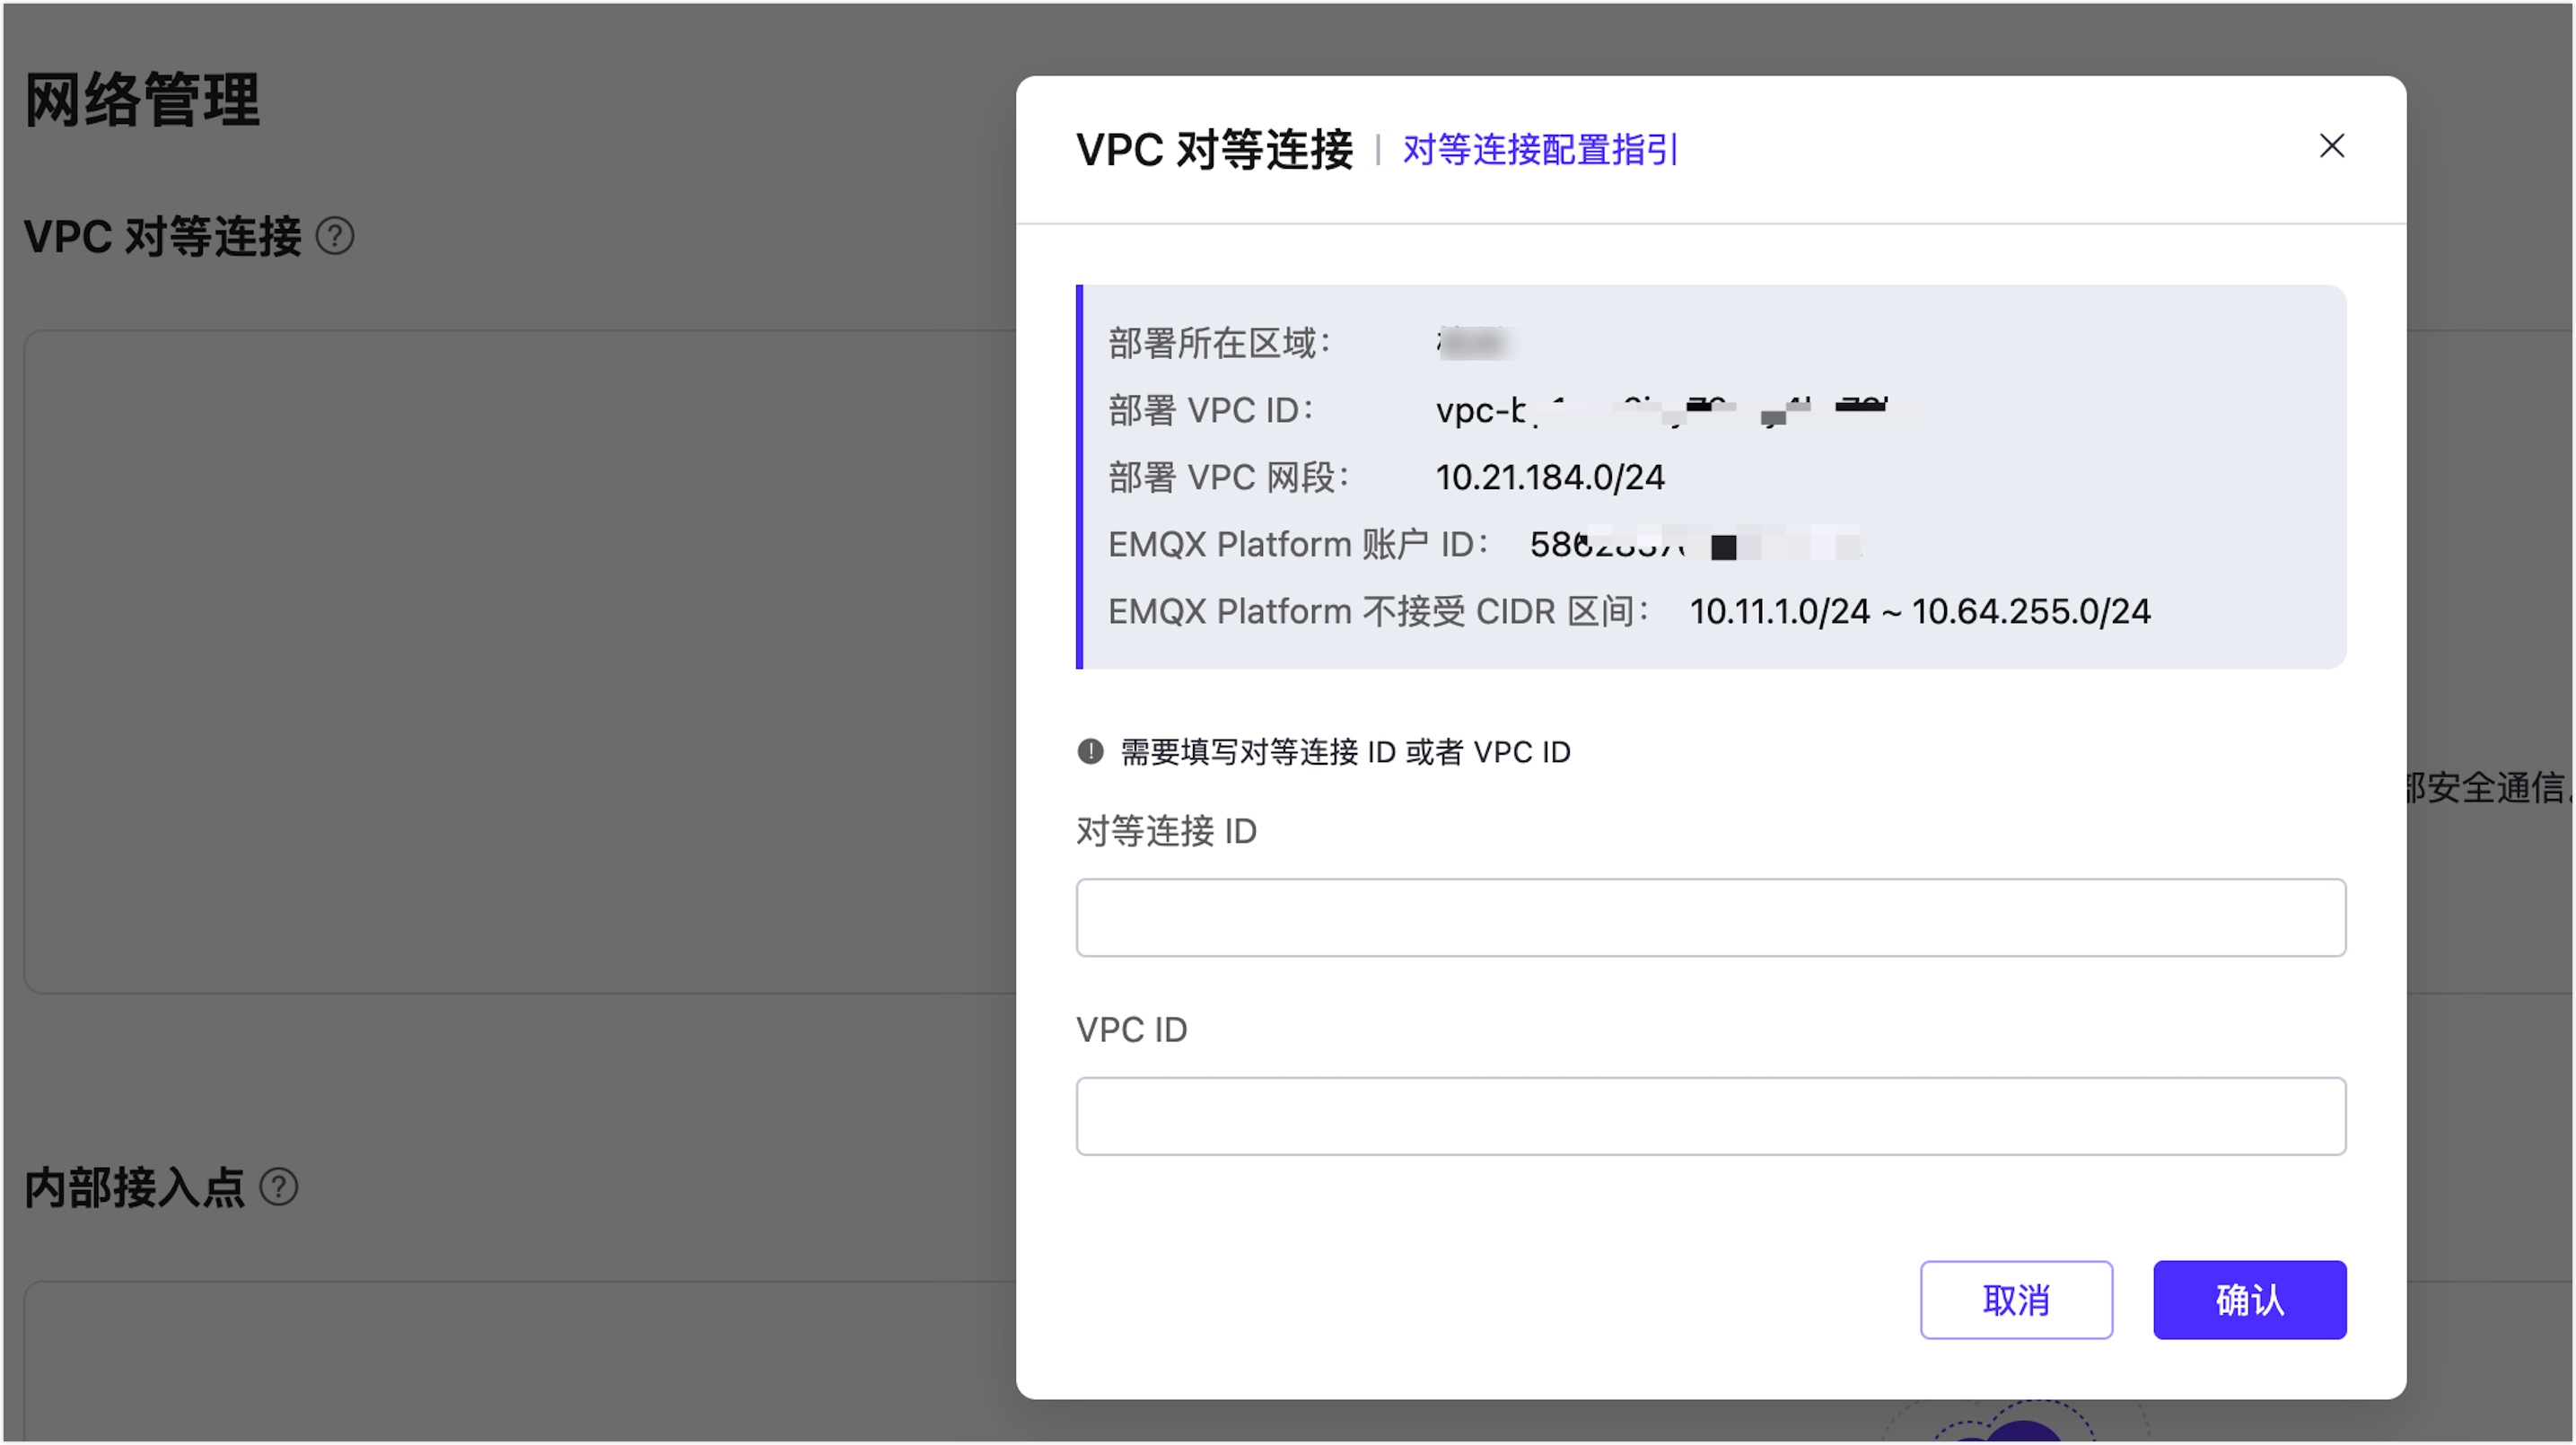 网络管理
VPC 对等连接
VPC 对等连接 | 对等连接配置指引
部署所在区域：
部署 VPC ID：
部署 VPC 网段： 10.21.184.0/24
EMQX Platform 账户 ID：
EMQX Platform 不接受 CIDR 区间： 10.11.1.0/24 ~ 10.64.255.0/24
需要填写对等连接 ID 或者 VPC ID
部安全通信
对等连接 ID
VPC ID
内部接入点
取消 确认